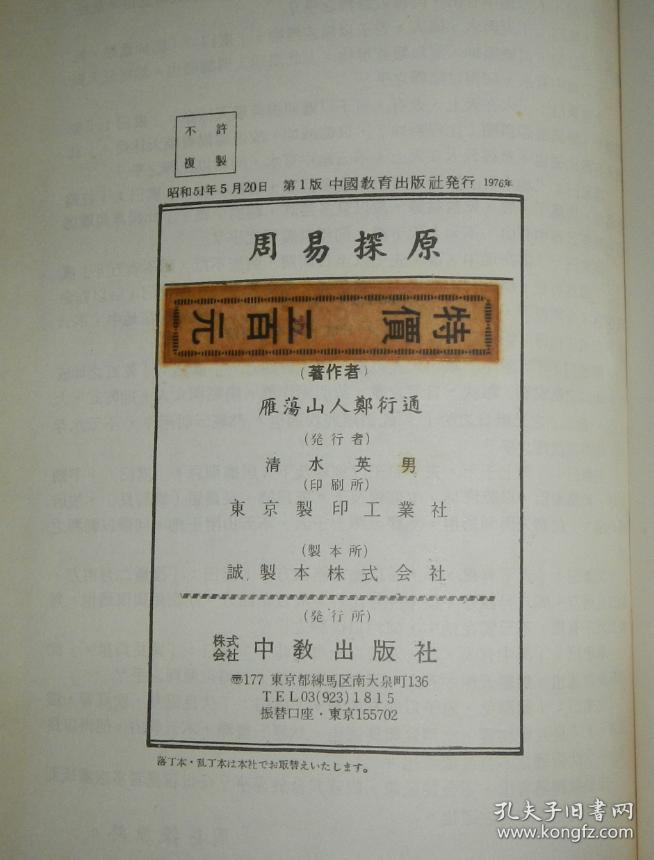 不許
複製
昭和51年5月20日 第1版 中國教育出版社発行 1976年
周易探原
特價 五百元
(著作者)
雁蕩山人鄭衍通
(発行者)
清水英男
(印刷所)
東京製印工業社
(製本所)
誠製本株式会社
(発行所)
株式会社 中教出版社
〠177 東京都練馬区南大泉町136
TEL03(923)1815
振替口座・東京155702
落丁本・乱丁本は本社でお取替えいたします。
孔夫子旧书网
www.kongfz.com